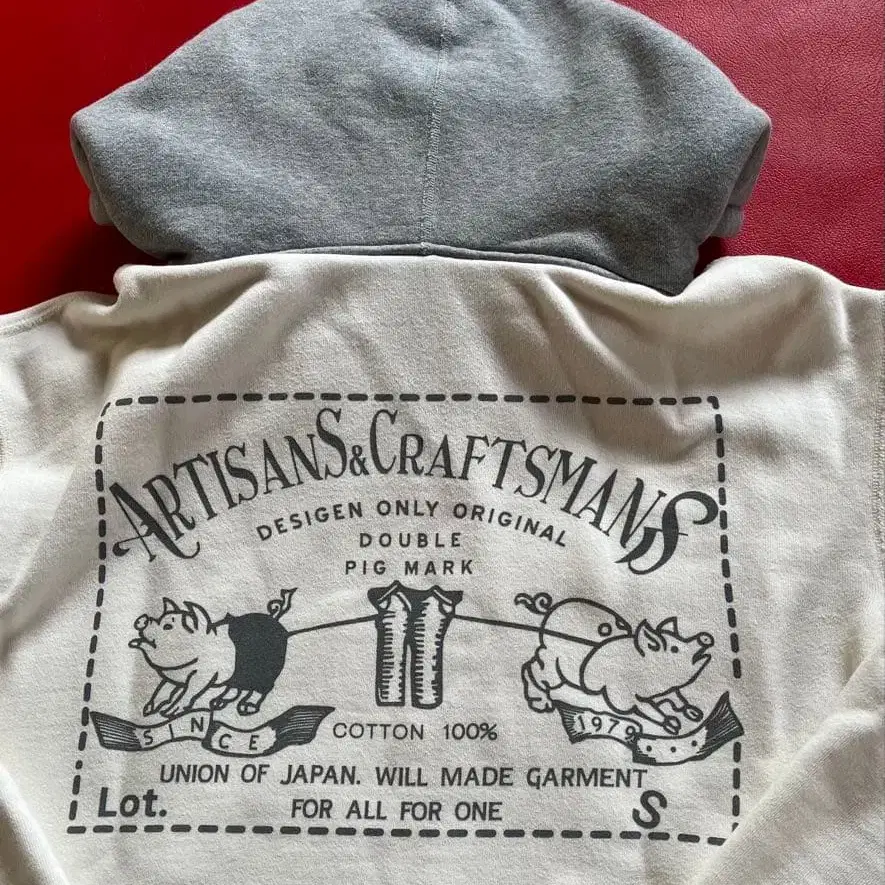 ARTISANS & CRAFTSMANS
DESIGEN ONLY ORIGINAL
DOUBLE
PIG MARK
SINCE
COTTON 100%
1979
UNION OF JAPAN. WILL MADE GARMENT
Lot.
FOR ALL FOR ONE
S